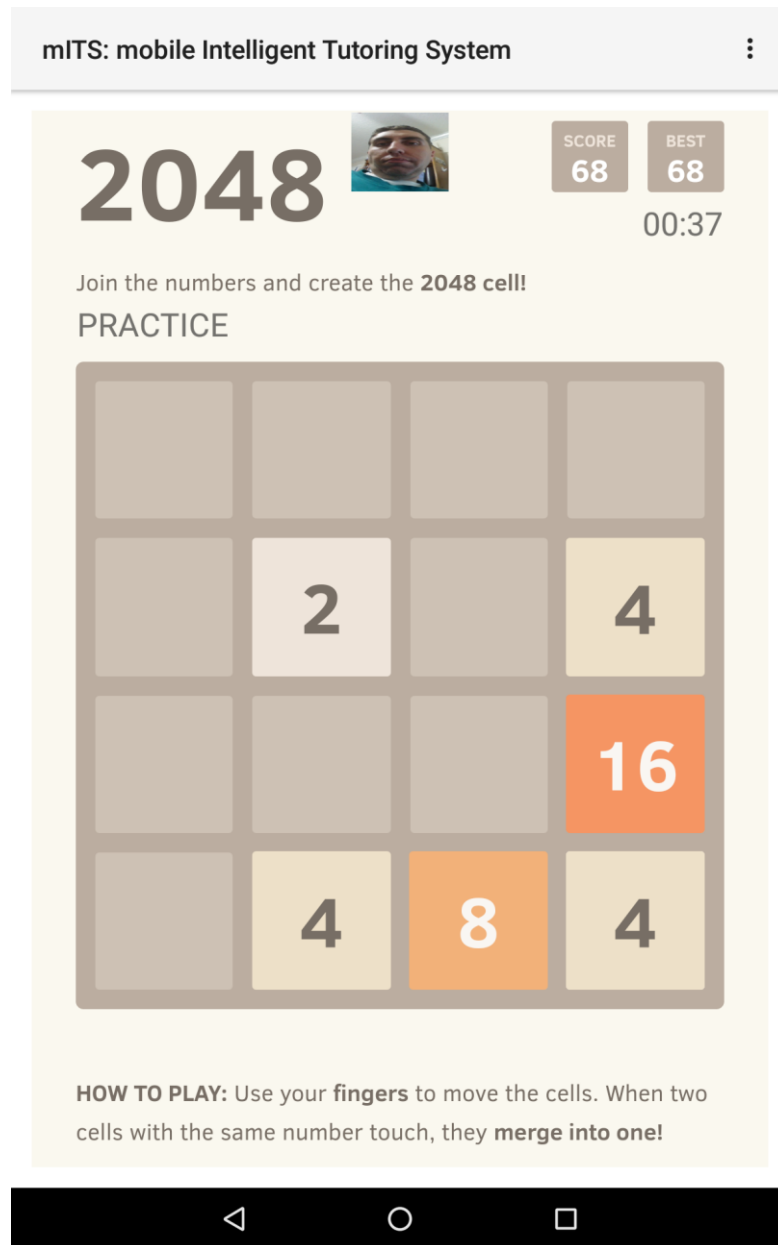 mITS: mobile Intelligent Tutoring System
2048
SCORE
68
BEST
68
00:37
Join the numbers and create the 2048 cell!
PRACTICE
2 4
16
4 8 4
HOW TO PLAY: Use your fingers to move the cells. When two
cells with the same number touch, they merge into one!